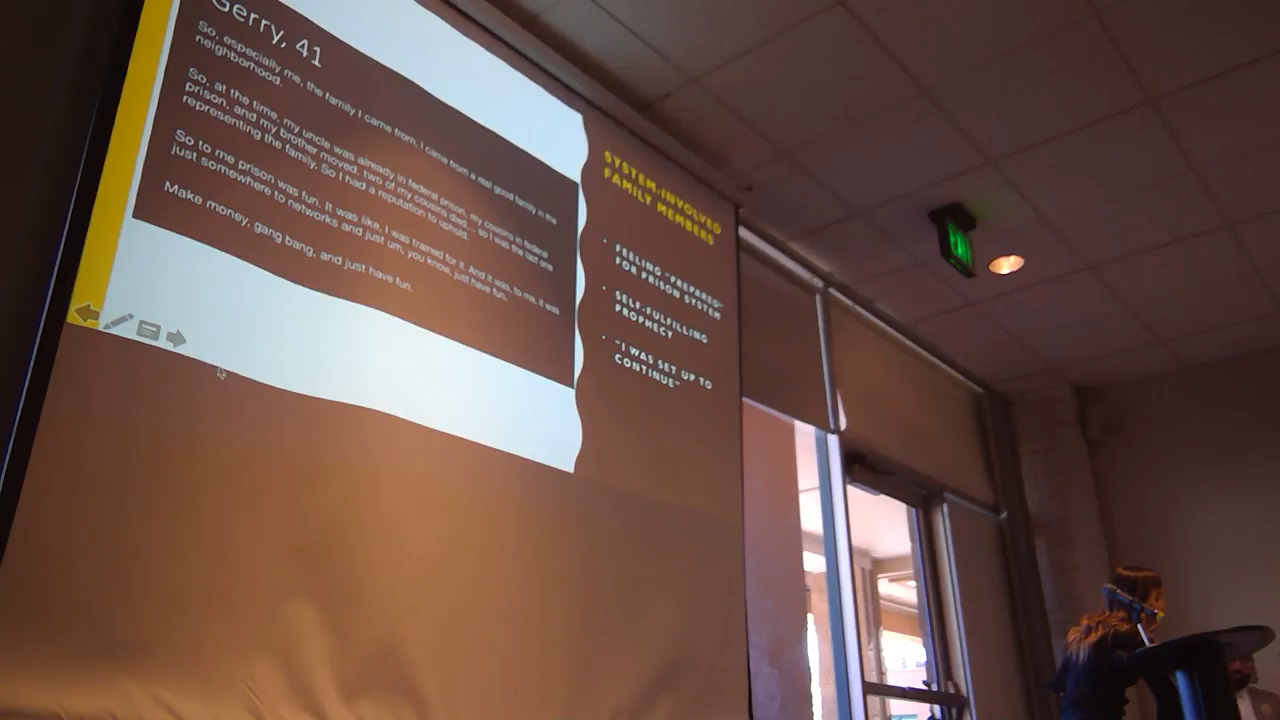 Gerry, 41
So, especially me, the family I came from, I came from a real good family in the
neighborhood.
So, at the time, my uncle was already in federal prison, my cousins in federal
prison, and my brother moved, two of my cousins died... so I was the last one
representing the family. So I had a reputation to uphold.
So to me prison was fun. It was like, I was trained for it. And it was, to me, it was
just somewhere to networks and just um, you know, just have fun.
Make money, gang bang, and just have fun.
SYSTEM-INVOLVED
FAMILY MEMBERS
• FEELING "PREPARED"
FOR PRISON SYSTEM
• SELF-FULFILLING
PROPHECY
• "I WAS SET UP TO
CONTINUE"